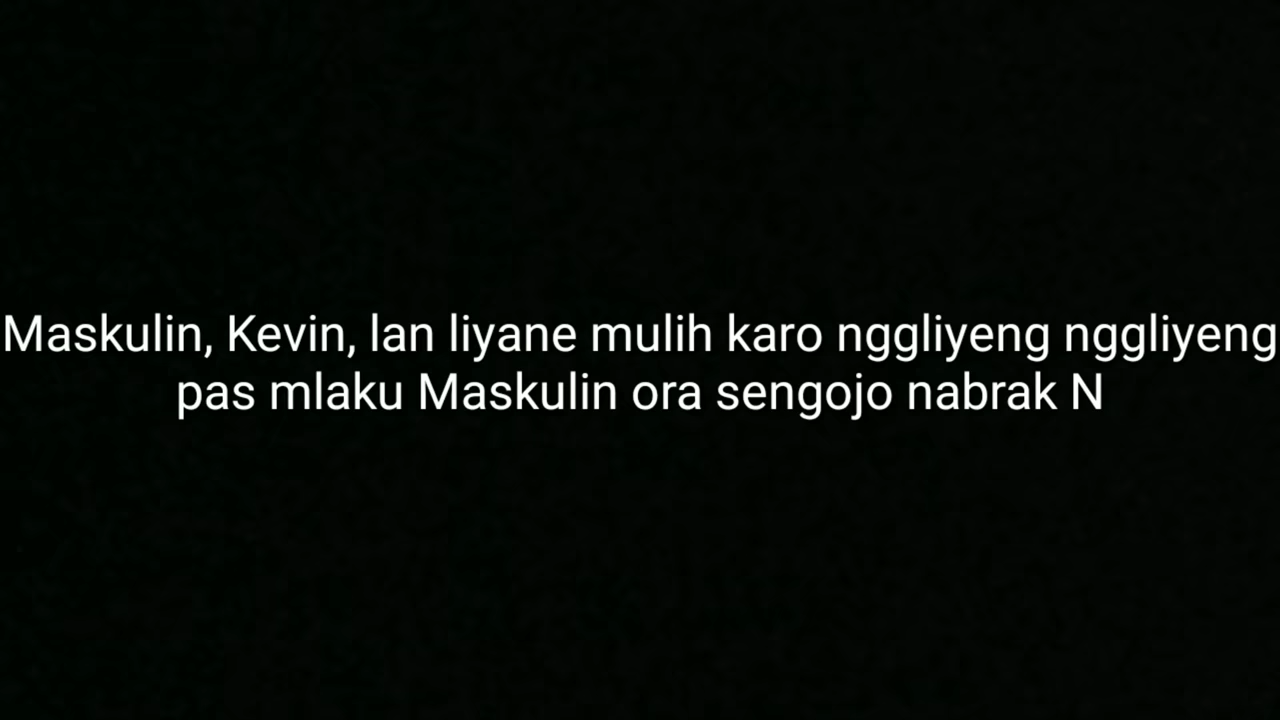 Maskulin, Kevin, lan liyane mulih karo nggliyeng nggliyeng
pas mlaku Maskulin ora sengojo nabrak N